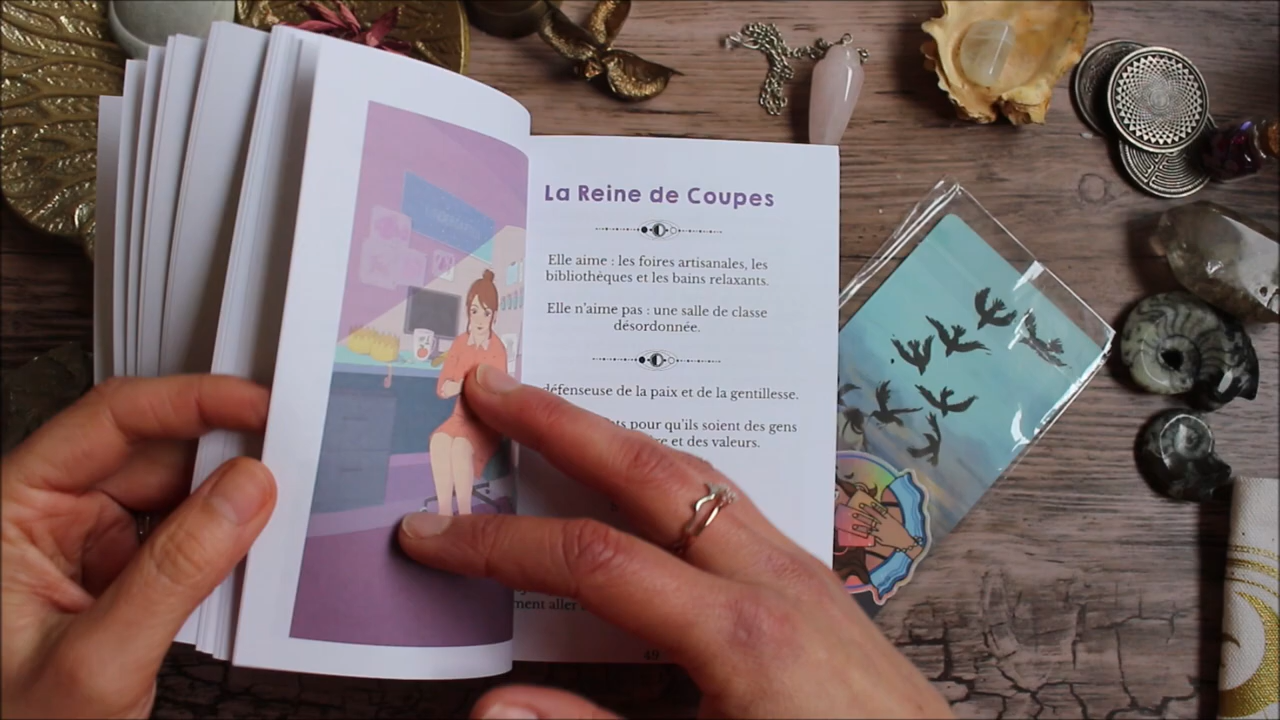 La Reine de Coupes
Elle aime : les foires artisanales, les
bibliothèques et les bains relaxants.
Elle n'aime pas : une salle de classe
désordonnée.
défenseuse de la paix et de la gentillesse.
pour qu'ils soient des gens
et des valeurs.
aller
49